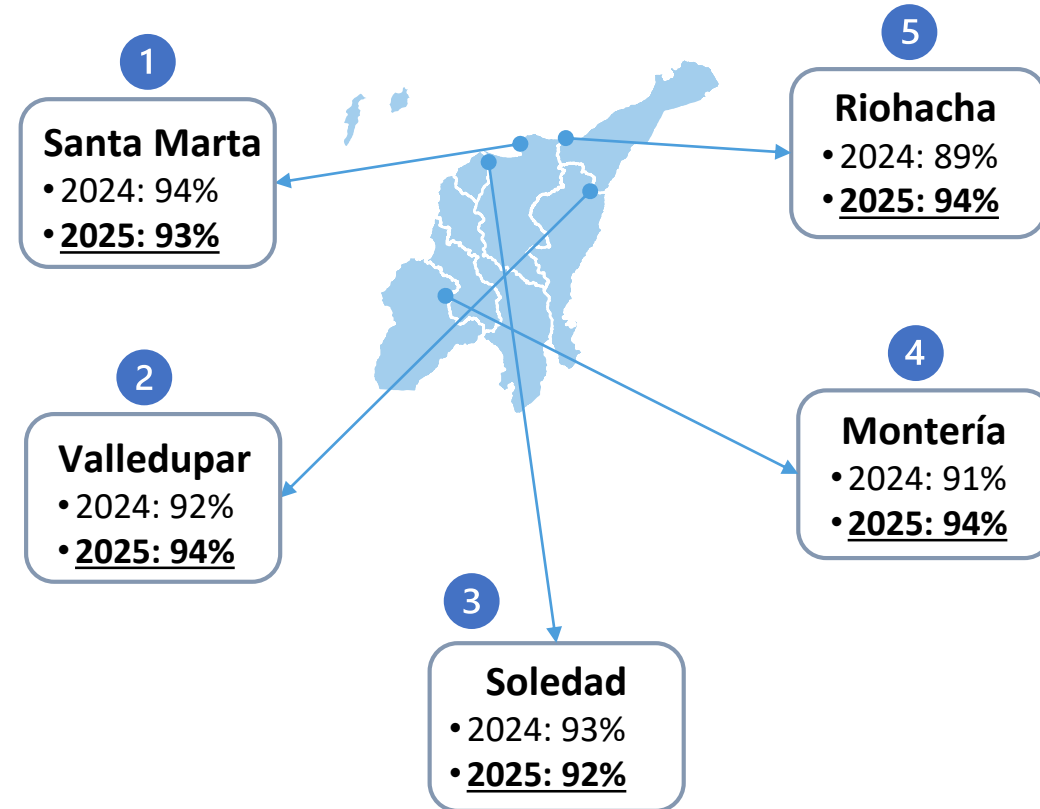 1
Santa Marta
• 2024: 94%
• 2025: 93%
2
Valledupar
• 2024: 92%
• 2025: 94%
3
Soledad
• 2024: 93%
• 2025: 92%
4
Montería
• 2024: 91%
• 2025: 94%
5
Riohacha
• 2024: 89%
• 2025: 94%